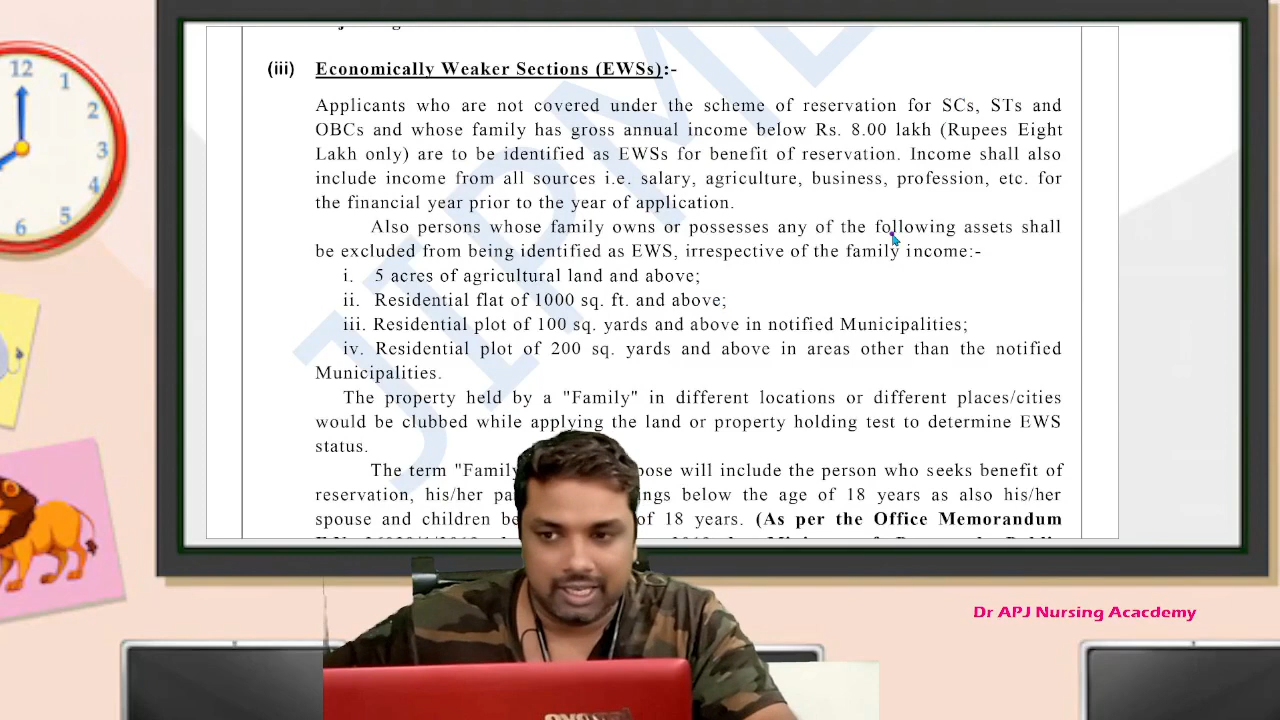 12
1
2
3
4
5
6
(iii) Economically Weaker Sections (EWSs):-
Applicants who are not covered under the scheme of reservation for SCs, STs and
OBCs and whose family has gross annual income below Rs. 8.00 lakh (Rupees Eight
Lakh only) are to be identified as EWSs for benefit of reservation. Income shall also
include income from all sources i.e. salary, agriculture, business, profession, etc. for
the financial year prior to the year of application.
Also persons whose family owns or possesses any of the following assets shall
be excluded from being identified as EWS, irrespective of the family income:-
i. 5 acres of agricultural land and above;
ii. Residential flat of 1000 sq. ft. and above;
iii. Residential plot of 100 sq. yards and above in notified Municipalities;
iv. Residential plot of 200 sq. yards and above in areas other than the notified
Municipalities.
The property held by a "Family" in different locations or different places/cities
would be clubbed while applying the land or property holding test to determine EWS
status.
The term "Family will include the person who seeks benefit of
reservation, his/her below the age of 18 years as also his/her
spouse and children of 18 years. (As per the Office Memorandum
JIPME
Dr APJ Nursing Acacdemy